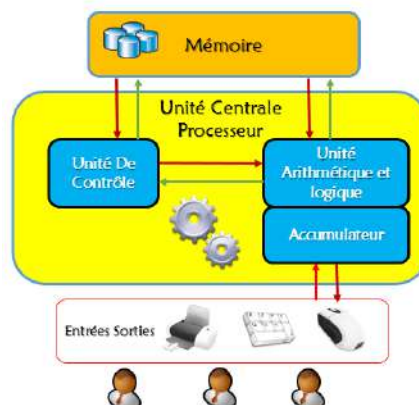 Mémoire
Unité Centrale
Processeur
Unité De
Contrôle
Unité
Arithmétique et
logique
Accumulateur
Entrées Sorties